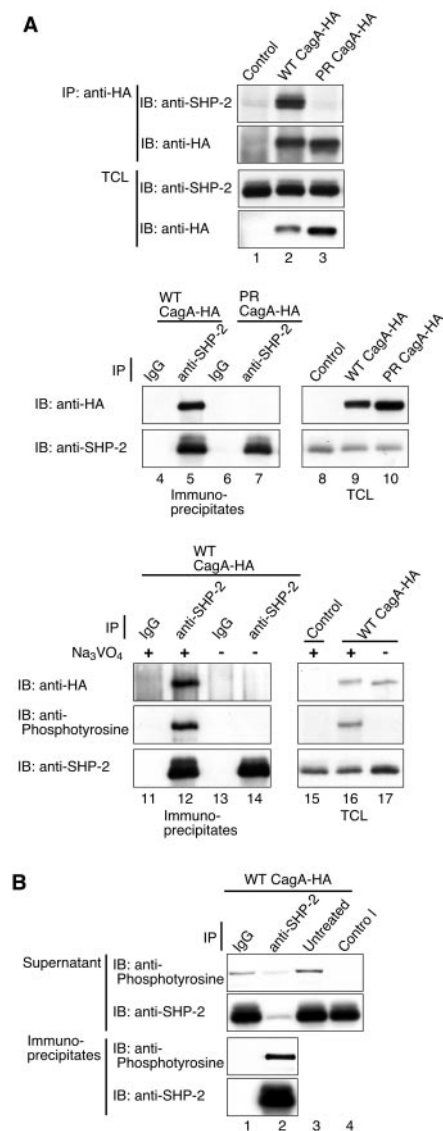 A
Control
WT CagA-HA
PR CagA-HA
IP: anti-HA
IB: anti-SHP-2
IB: anti-HA
TCL
IB: anti-SHP-2
IB: anti-HA
1 2 3
WT CagA-HA
PR CagA-HA
IP
IgG
anti-SHP-2
IgG
anti-SHP-2
Control
WT CagA-HA
PR CagA-HA
IB: anti-HA
IB: anti-SHP-2
4 5 6 7 8 9 10
Immuno-
precipitates
TCL
WT
CagA-HA
IP
IgG
anti-SHP-2
IgG
anti-SHP-2
Control
WT CagA-HA
Na3VO4 + + - - + + -
IB: anti-HA
IB: anti-
Phosphotyrosine
IB: anti-SHP-2
11 12 13 14 15 16 17
Immuno-
precipitates
TCL
B
WT CagA-HA
IP
IgG
anti-SHP-2
Untreated
Contro l
Supernatant
IB: anti-
Phosphotyrosine
IB: anti-SHP-2
Immuno-
precipitates
IB: anti-
Phosphotyrosine
IB: anti-SHP-2
1 2 3 4